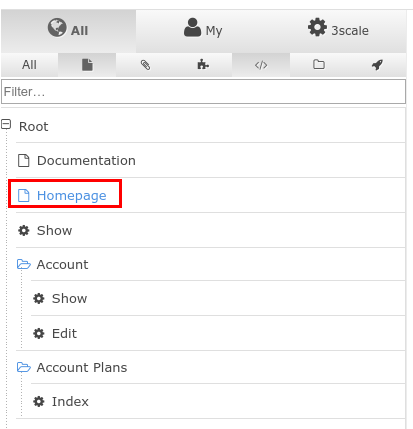 All My 3scale
All
Filter...
Root
Documentation
Homepage
Show
Account
Show
Edit
Account Plans
Index